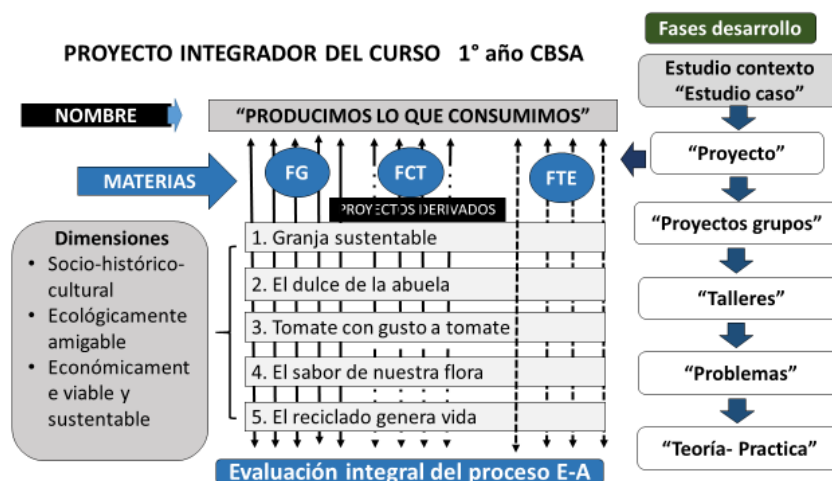 Fases desarrollo
PROYECTO INTEGRADOR DEL CURSO 1° año CBSA
Estudio contexto
“Estudio caso”
NOMBRE
“PRODUCIMOS LO QUE CONSUMIMOS”
“Proyecto”
MATERIAS
FG
FCT
FTE
PROYECTOS DERIVADOS
“Proyectos grupos”
Dimensiones
• Socio-histórico-
cultural
• Ecológicamente
amigable
• Económicament
e viable y
sustentable
1. Granja sustentable
2. El dulce de la abuela
3. Tomate con gusto a tomate
4. El sabor de nuestra flora
5. El reciclado genera vida
“Talleres”
“Problemas”
“Teoría- Practica”
Evaluación integral del proceso E-A